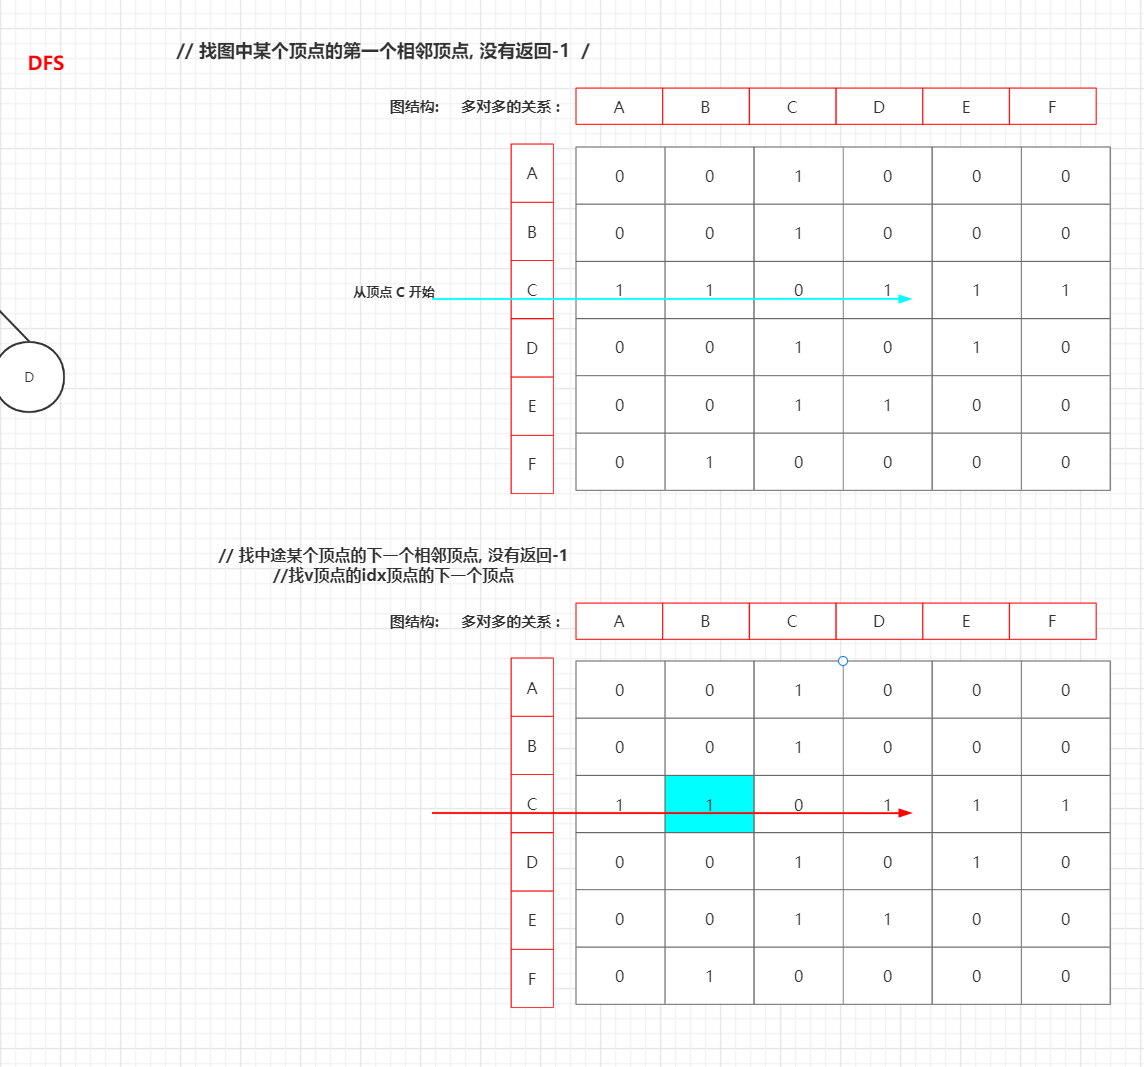 // 找图中某个顶点的第一个相邻顶点, 没有返回-1 /
DFS
图结构: 多对多的关系 : A B C D E F
A 0 0 1 0 0 0
B 0 0 1 0 0 0
从顶点 C 开始 C 1 1 0 1 1 1
D 0 0 1 0 1 0
D
E 0 0 1 1 0 0
F 0 1 0 0 0 0
// 找中途某个顶点的下一个相邻顶点, 没有返回-1
//找v顶点的idx顶点的下一个顶点
图结构: 多对多的关系 : A B C D E F
A 0 0 1 0 0 0
B 0 0 1 0 0 0
C 1 1 0 1 1 1
D 0 0 1 0 1 0
E 0 0 1 1 0 0
F 0 1 0 0 0 0